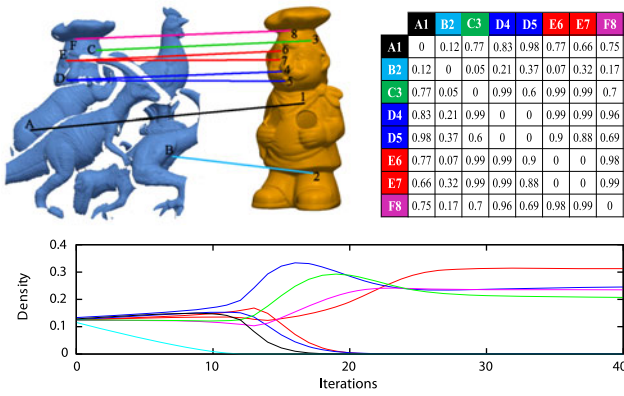 F
C
E
D
A
B
8
3
6
7
4
5
1
2
A1 B2 C3 D4 D5 E6 E7 F8
A1 0 0.12 0.77 0.83 0.98 0.77 0.66 0.75
B2 0.12 0 0.05 0.21 0.37 0.07 0.32 0.17
C3 0.77 0.05 0 0.99 0.6 0.99 0.99 0.7
D4 0.83 0.21 0.99 0 0 0.99 0.99 0.96
D5 0.98 0.37 0.6 0 0 0.9 0.88 0.69
E6 0.77 0.07 0.99 0.99 0.9 0 0 0.98
E7 0.66 0.32 0.99 0.99 0.88 0 0 0.99
F8 0.75 0.17 0.7 0.96 0.69 0.98 0.99 0
0.4
0.3
0.2
0.1
0
Density
0 10 20 30 40
Iterations